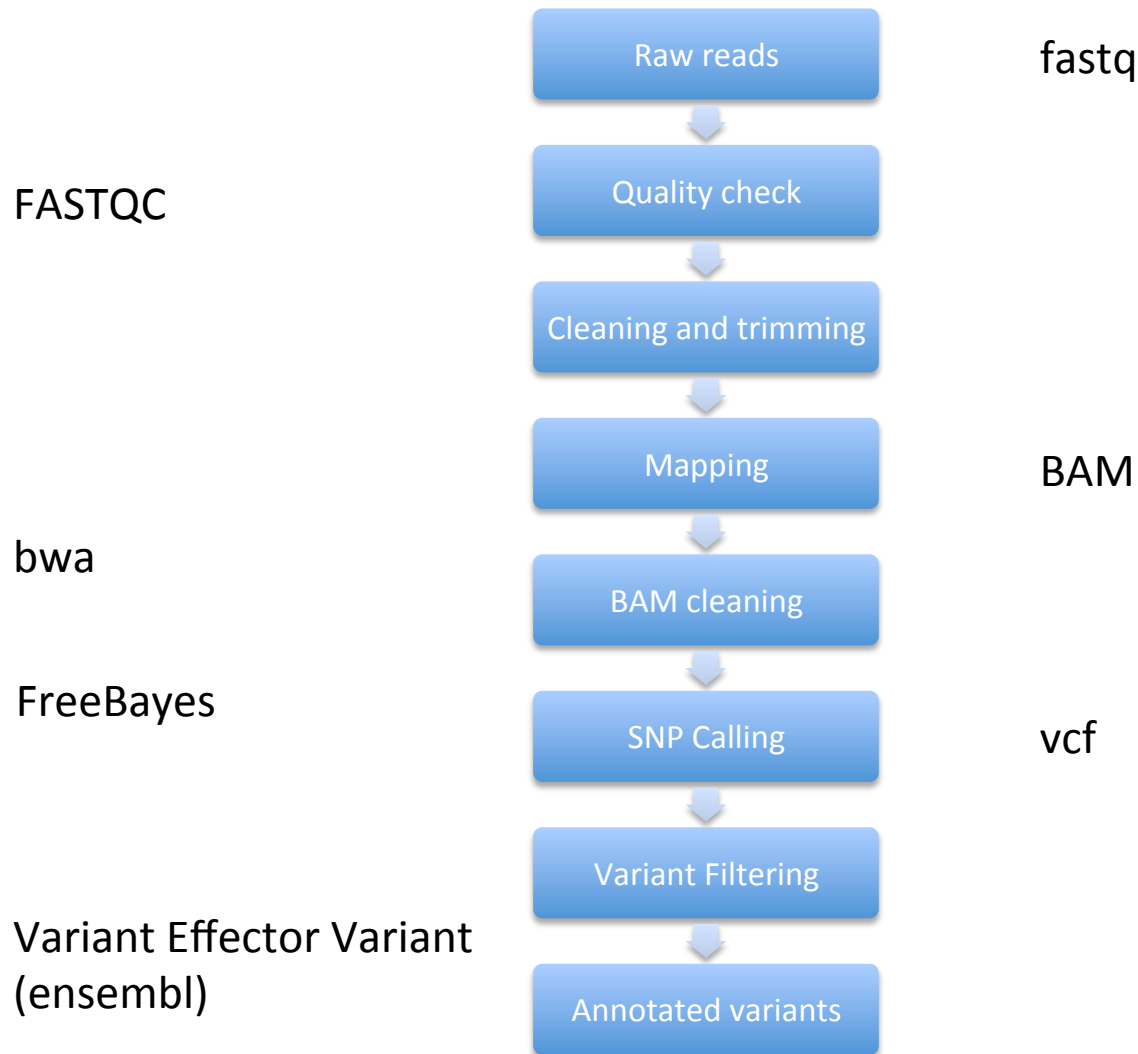 Raw reads
fastq
FASTQC
Quality check
Cleaning and trimming
Mapping
BAM
bwa
BAM cleaning
FreeBayes
SNP Calling
vcf
Variant Filtering
Variant Effector Variant
(ensembl)
Annotated variants